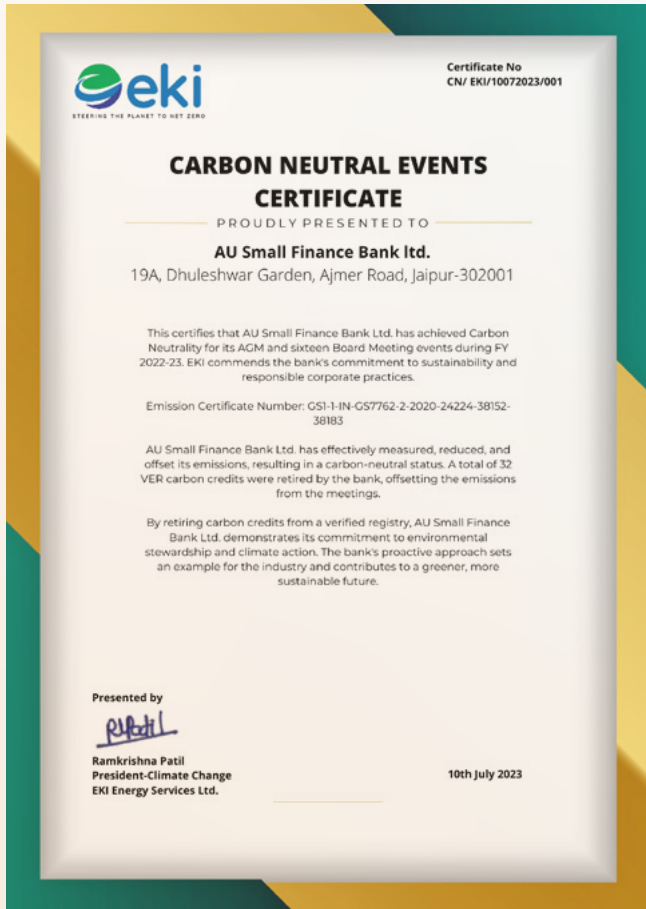 eki
STEERING THE PLANET TO NET ZERO
Certificate No
CN/ EKI/10072023/001
CARBON NEUTRAL EVENTS
CERTIFICATE
PROUDLY PRESENTED TO
AU Small Finance Bank ltd.
19A, Dhuleshwar Garden, Ajmer Road, Jaipur-302001
This certifies that AU Small Finance Bank Ltd. has achieved Carbon
Neutrality for its AGM and sixteen Board Meeting events during FY
2022-23. EKI commends the bank's commitment to sustainability and
responsible corporate practices.
Emission Certificate Number: GS1-1-IN-GS7762-2-2020-24224-38152-
38183
AU Small Finance Bank Ltd. has effectively measured, reduced, and
offset its emissions, resulting in a carbon-neutral status. A total of 32
VER carbon credits were retired by the bank, offsetting the emissions
from the meetings.
By retiring carbon credits from a verified registry, AU Small Finance
Bank Ltd. demonstrates its commitment to environmental
stewardship and climate action. The bank's proactive approach sets
an example for the industry and contributes to a greener, more
sustainable future.
Presented by
RPatil
Ramkrishna Patil
President-Climate Change
EKI Energy Services Ltd.
10th July 2023